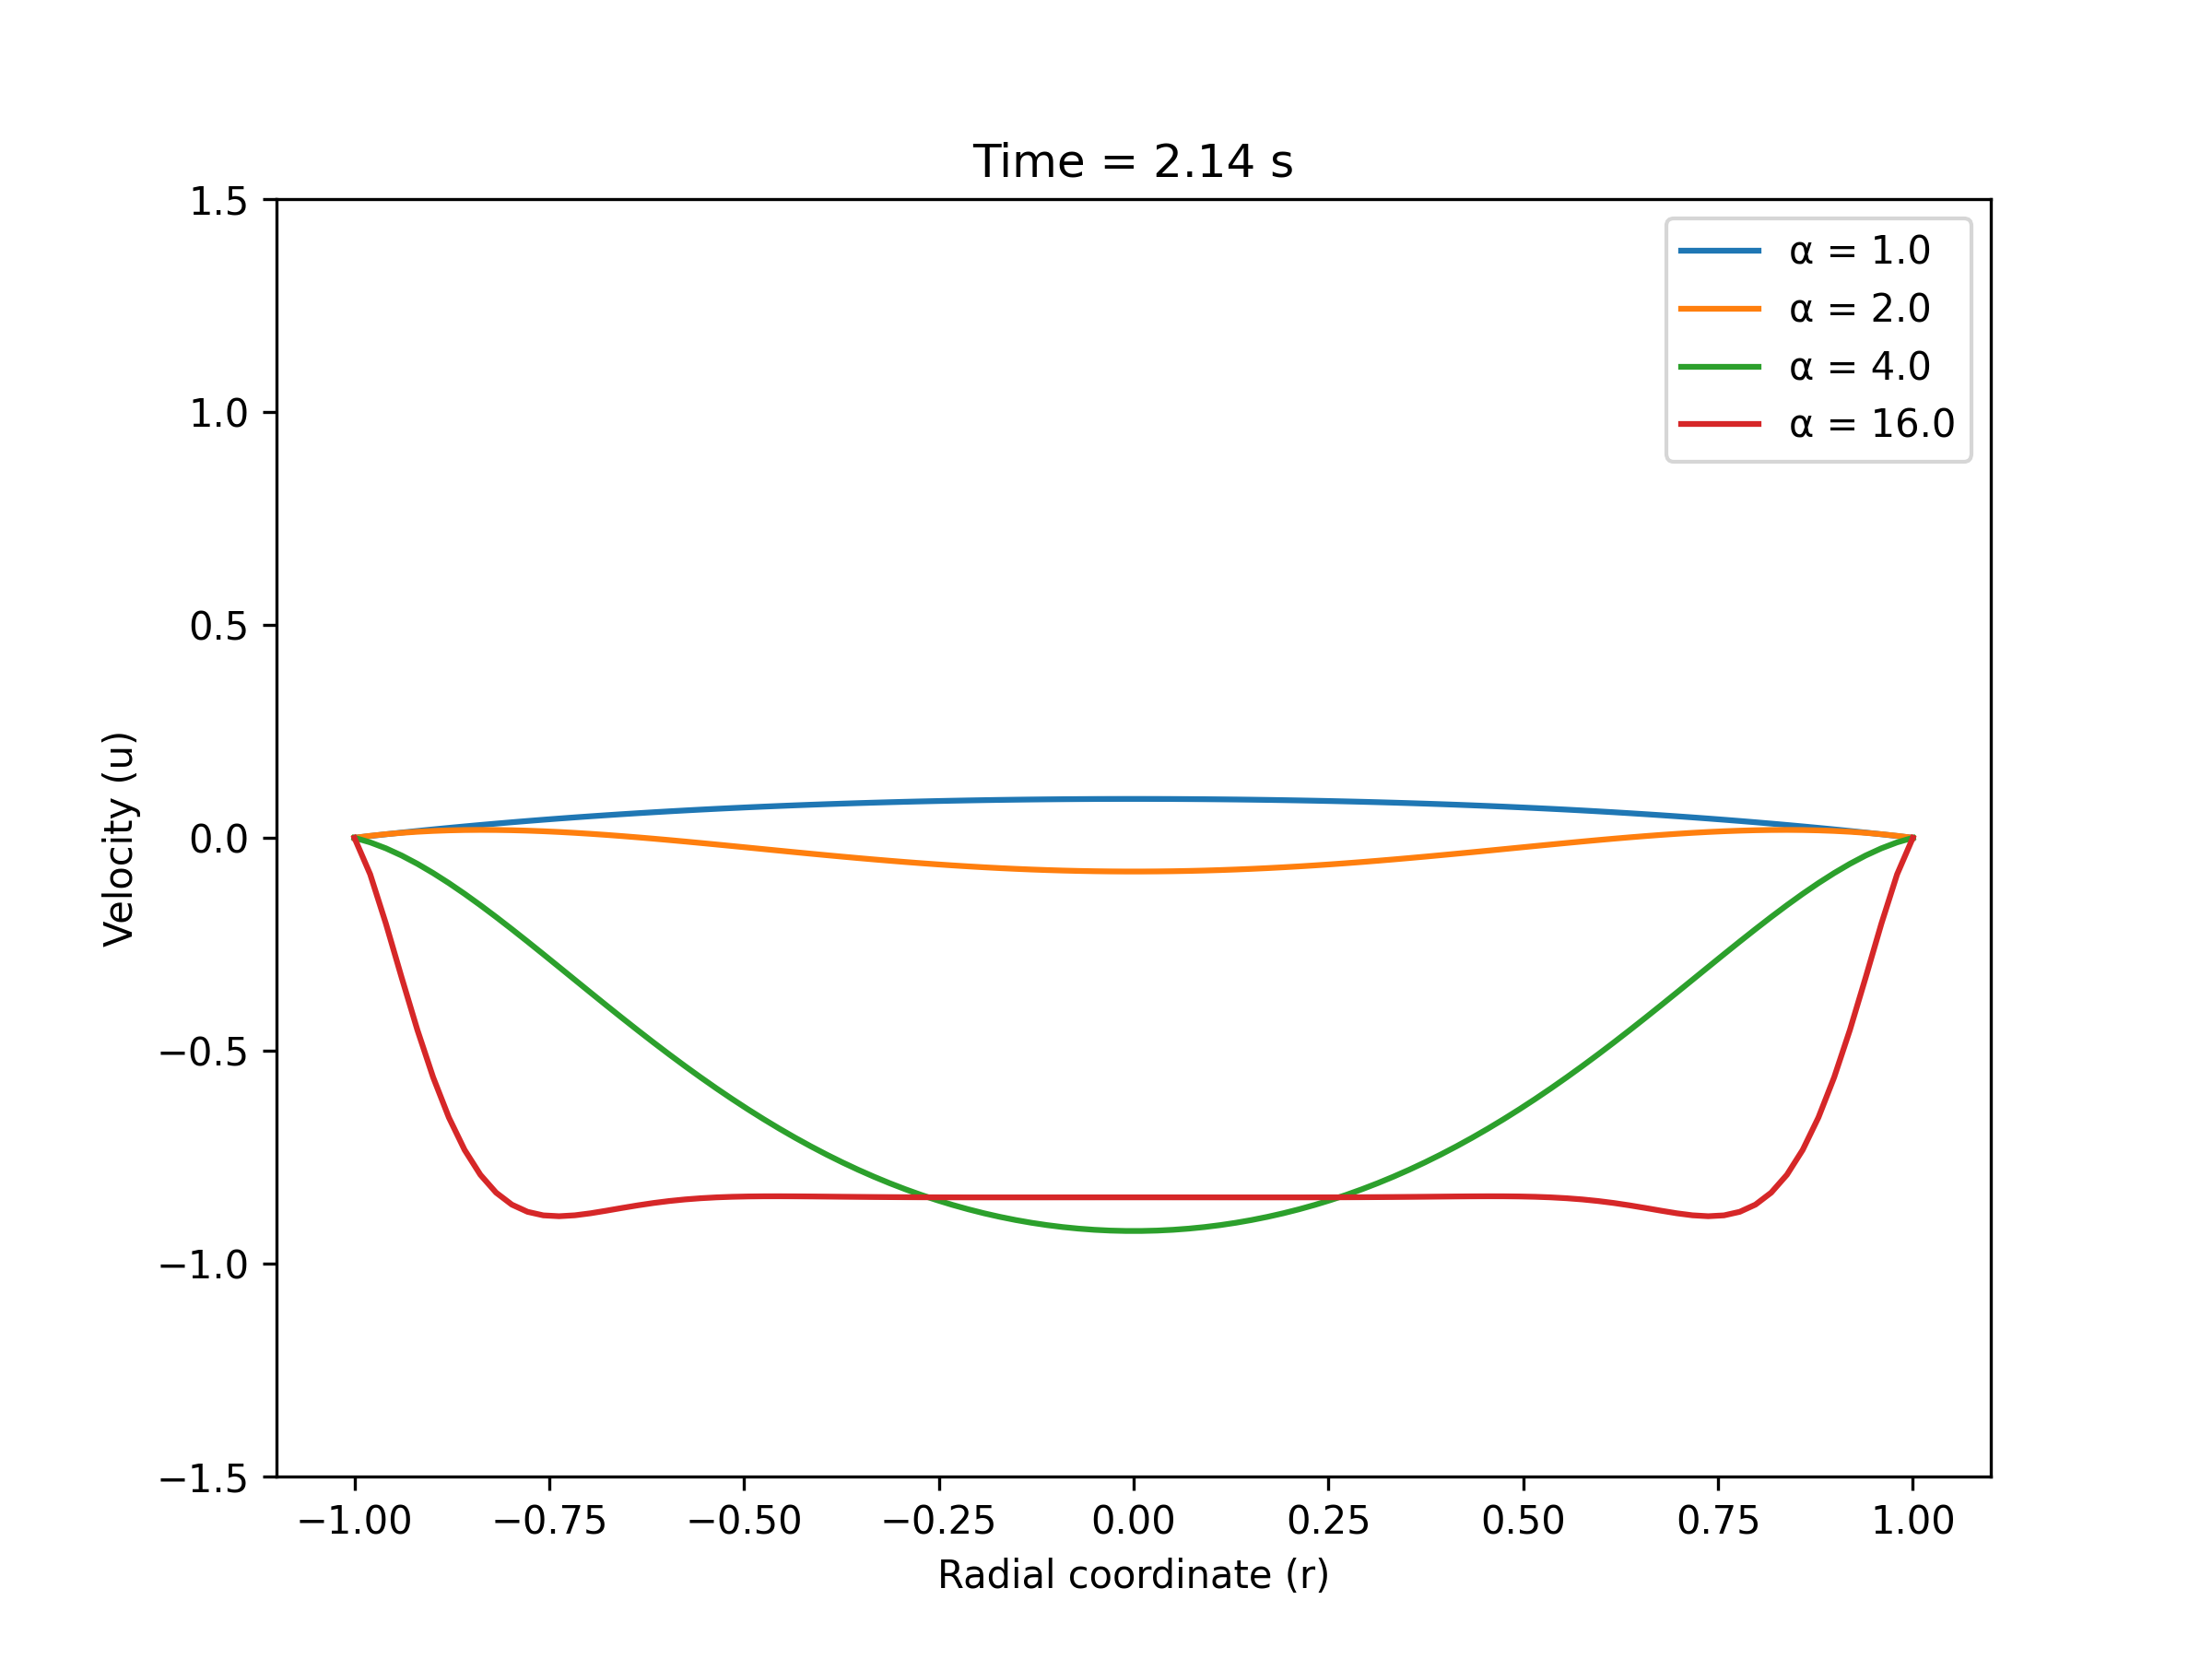 Time = 2.14 s
1.5
1.0
0.5
0.0
−0.5
−1.0
−1.5
Velocity (u)
α = 1.0
α = 2.0
α = 4.0
α = 16.0
−1.00 −0.75 −0.50 −0.25 0.00 0.25 0.50 0.75 1.00
Radial coordinate (r)